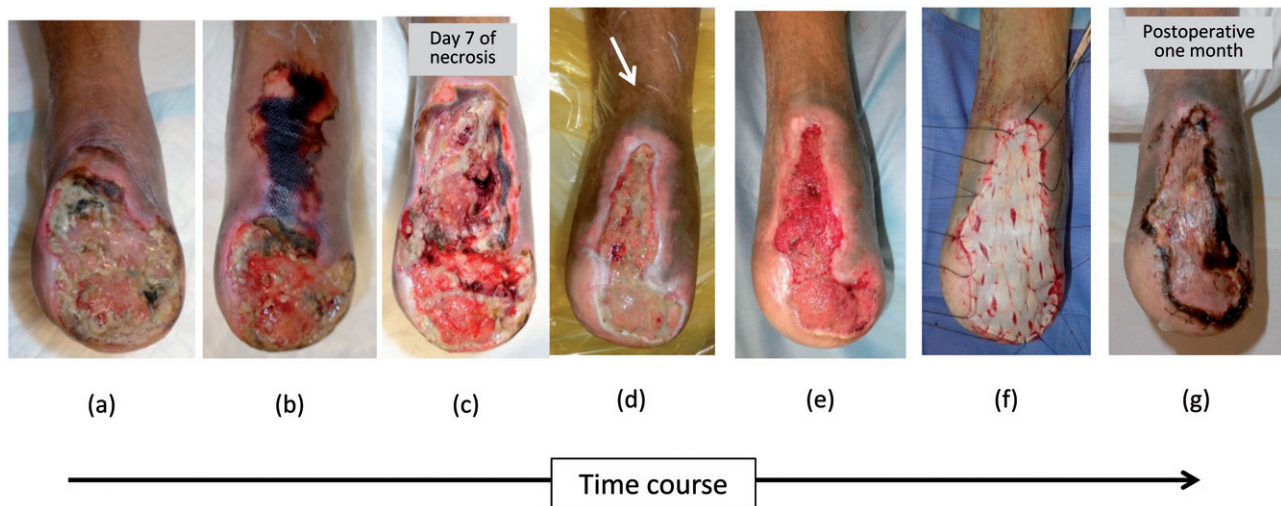 Day 7 of
necrosis
Postoperative
one month
(a)
(b)
(c)
(d)
(e)
(f)
(g)
Time course